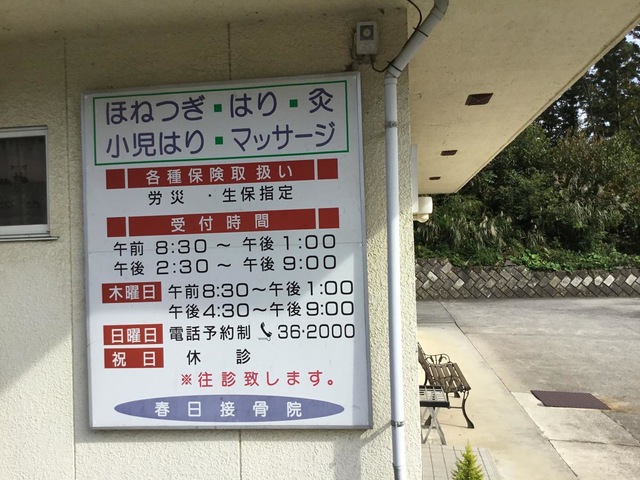 ほねつぎ・はり・灸
小児はり・マッサージ
各種保険取扱い
労災・生保指定
受付時間
午前 8:30〜午後 1:00
午後 2:30〜午後 9:00
木曜日 午前8:30〜午後1:00
午後4:30〜午後9:00
日曜日 電話予約制 36・2000
祝日 休診
※往診致します。
春日接骨院